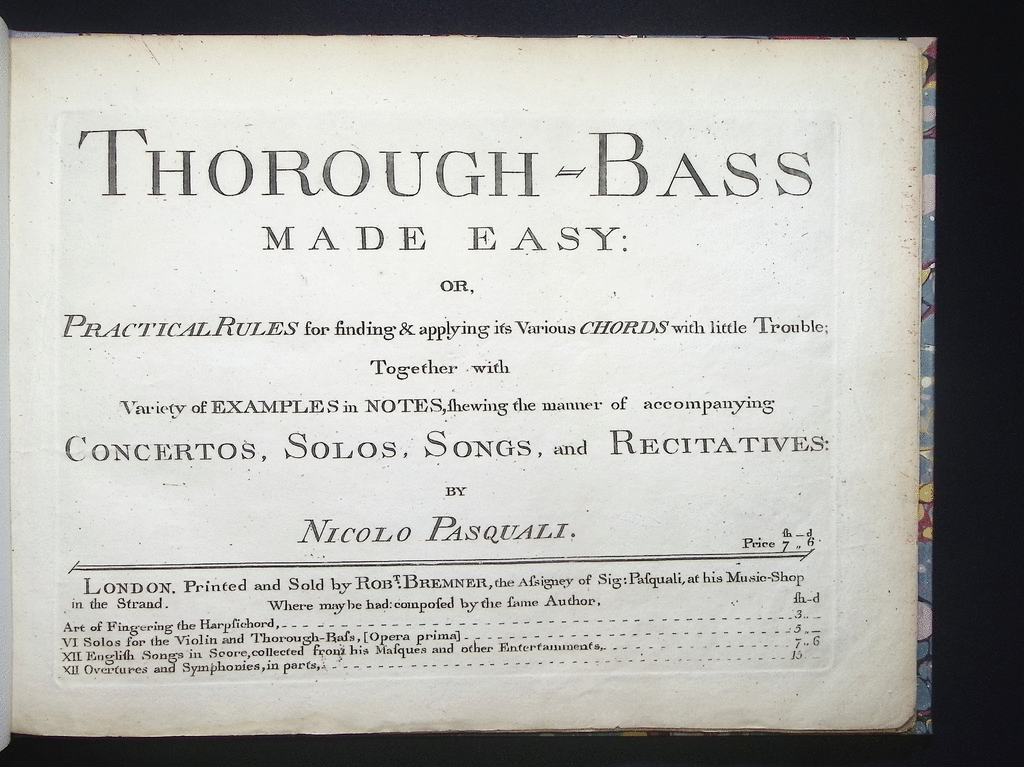 THOROUGH-BASS
MADE EASY:
OR,
PRACTICAL RULES for finding & applying its Various CHORDS with little Trouble;
Together with
Variety of EXAMPLES in NOTES, ſhewing the manner of accompanying
CONCERTOS, SOLOS, SONGS, and RECITATIVES:
BY
NICOLO PASQUALI.
ſh - d
Price 7 " 6
LONDON. Printed and Sold by ROBT. BREMNER, the Aſsigney of Sig: Paſquali, at his Music-Shop
in the Strand. Where may be had: compoſed by the ſame Author, ſh-d
Art of Fingering the Harpſichord, 3 "
VI Solos for the Violin and Thorough-Baſs, [Opera prima] 5 " —
XII Engliſh Songs in Score, collected from his Maſques and other Entertainments, 7 " 6
XII Overtures and Symphonies, in parts, 15